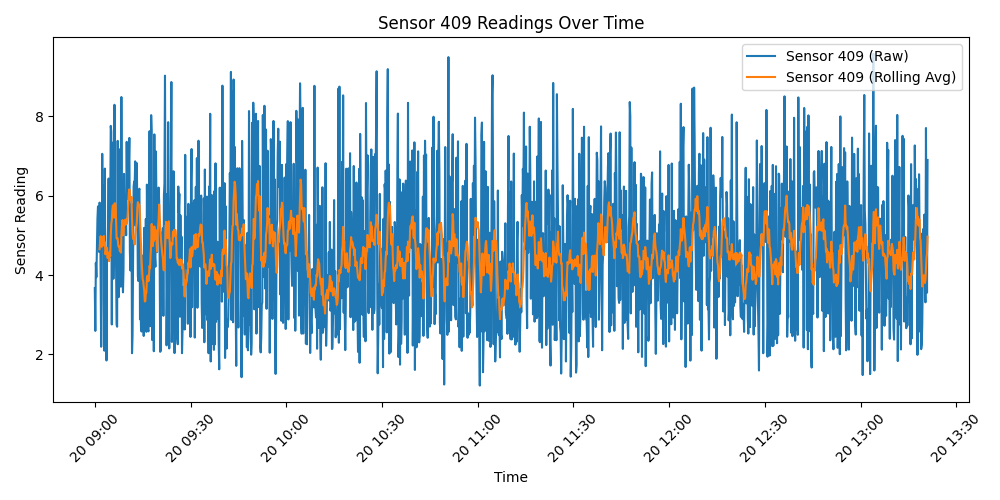 Sensor 409 Readings Over Time
Sensor 409 (Raw)
Sensor 409 (Rolling Avg)
Sensor Reading
8
6
4
2
20 09:00
20 09:30
20 10:00
20 10:30
20 11:00
20 11:30
20 12:00
20 12:30
20 13:00
20 13:30
Time